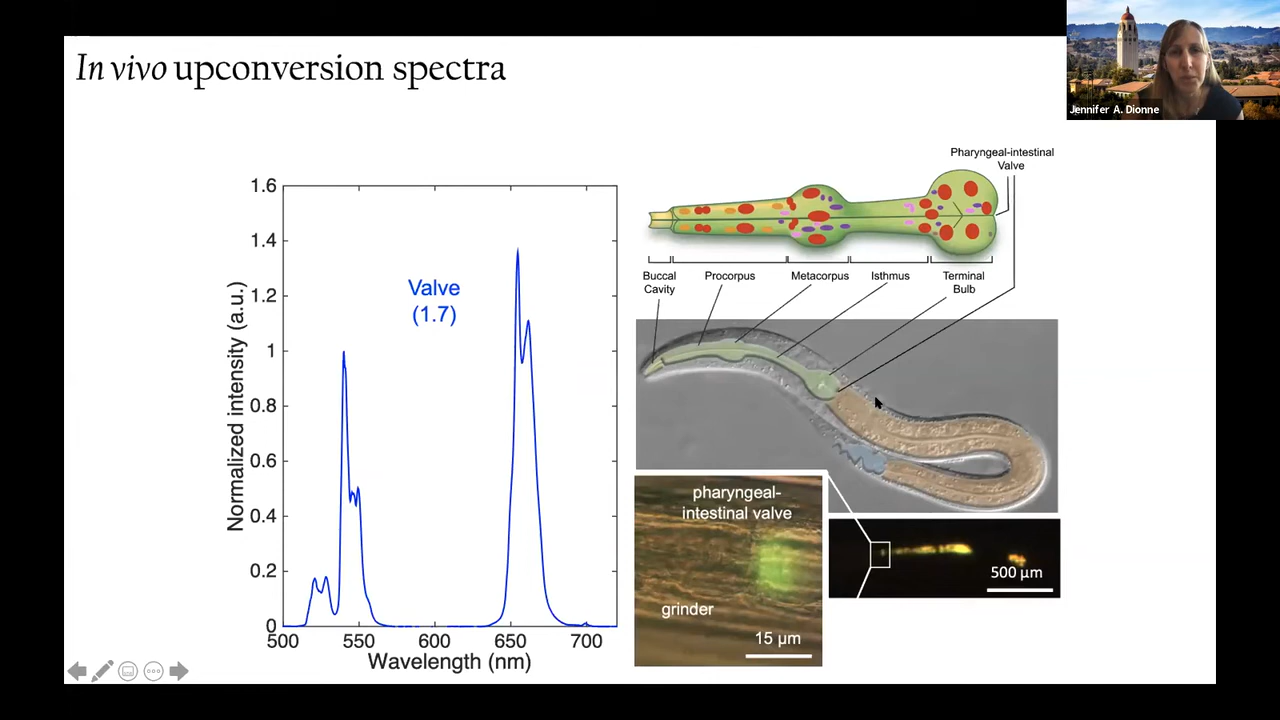 In vivo upconversion spectra
Jennifer A. Dionne
1.6
1.4
1.2
1
0.8
0.6
0.4
0.2
0
Normalized intensity (a.u.)
Valve
(1.7)
500
550
600
650
700
Wavelength (nm)
Pharyngeal-intestinal
Valve
Buccal
Cavity
Procorpus
Metacorpus
Isthmus
Terminal
Bulb
pharyngeal-
intestinal valve
grinder
15 µm
500 µm